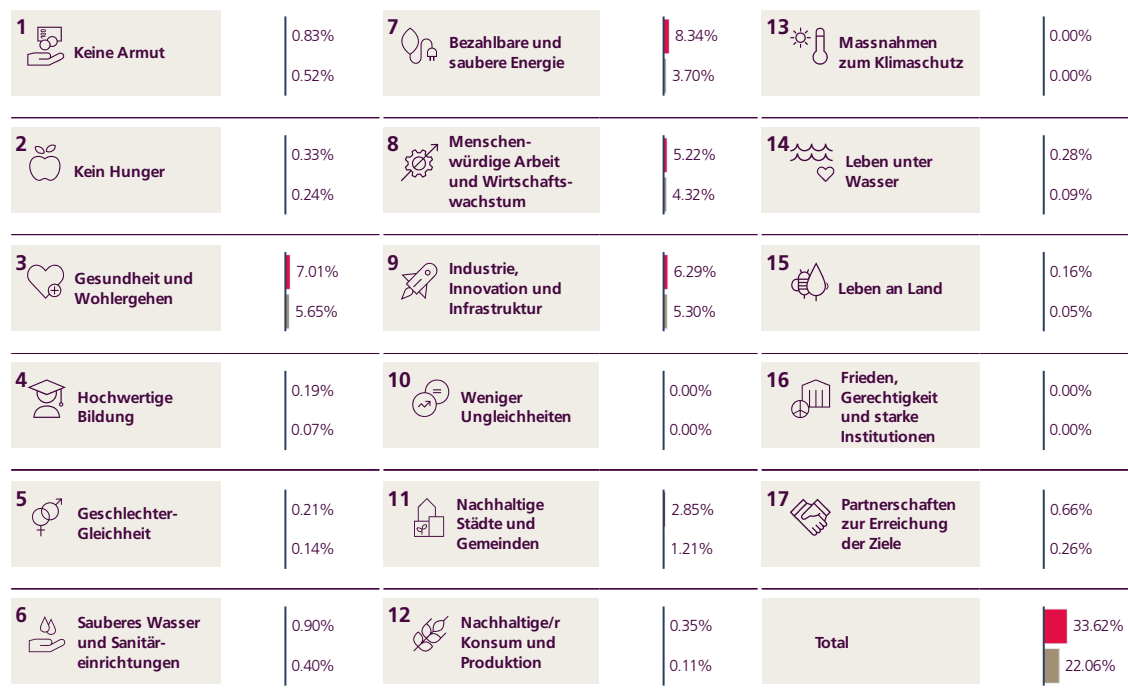 1
Keine Armut
0.83%
0.52%
2
Kein Hunger
0.33%
0.24%
3
Gesundheit und
Wohlergehen
7.01%
5.65%
4
Hochwertige
Bildung
0.19%
0.07%
5
Geschlechter-
Gleichheit
0.21%
0.14%
6
Sauberes Wasser
und Sanitär-
einrichtungen
0.90%
0.40%
7
Bezahlbare und
saubere Energie
8.34%
3.70%
8
Menschen-
würdige Arbeit
und Wirtschafts-
wachstum
5.22%
4.32%
9
Industrie,
Innovation und
Infrastruktur
6.29%
5.30%
10
Weniger
Ungleichheiten
0.00%
0.00%
11
Nachhaltige
Städte und
Gemeinden
2.85%
1.21%
12
Nachhaltige/r
Konsum und
Produktion
0.35%
0.11%
13
Massnahmen
zum Klimaschutz
0.00%
0.00%
14
Leben unter
Wasser
0.28%
0.09%
15
Leben an Land
0.16%
0.05%
16
Frieden,
Gerechtigkeit
und starke
Institutionen
0.00%
0.00%
17
Partnerschaften
zur Erreichung
der Ziele
0.66%
0.26%
Total
33.62%
22.06%